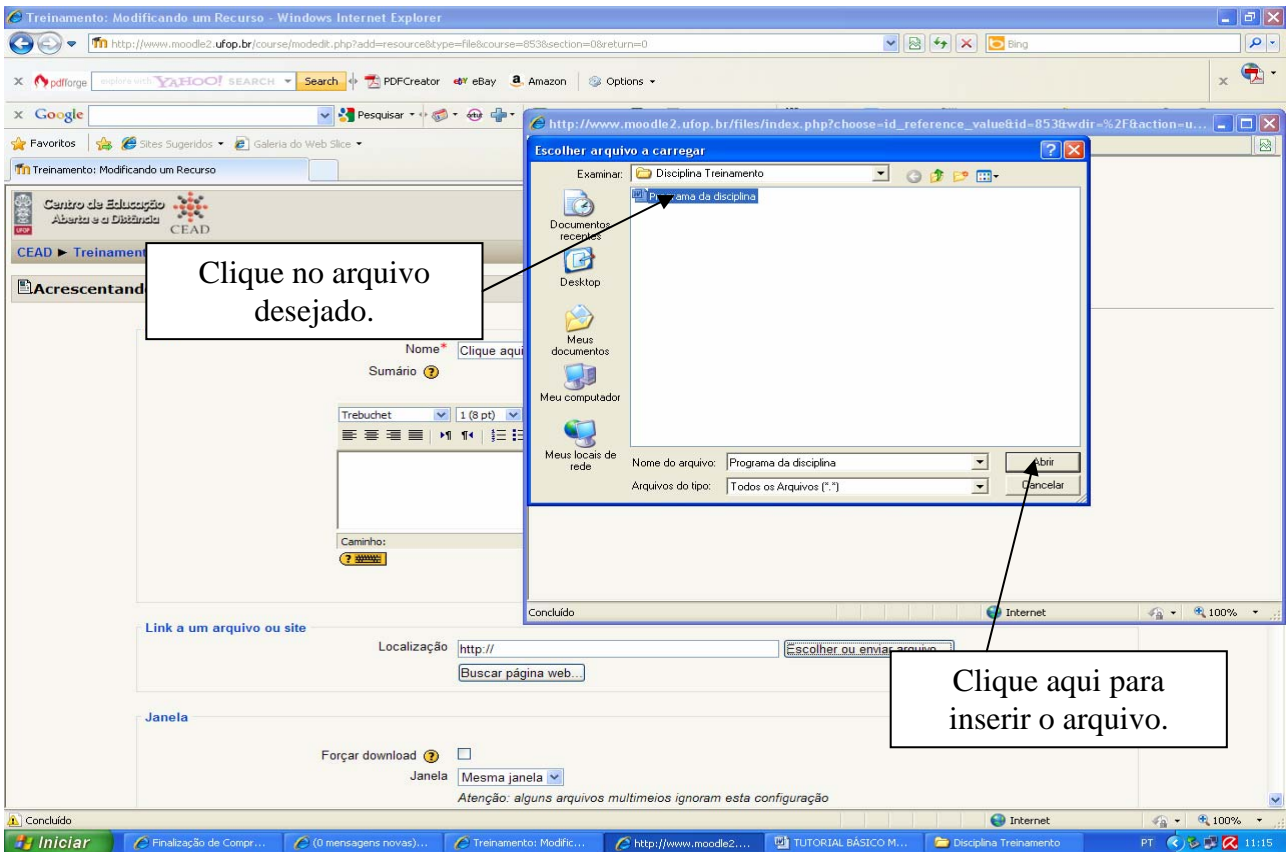 Treinamento: Modificando um Recurso - Windows Internet Explorer
http://www.moodle2.ufop.br/course/modedit.php?add=resource&type=file&course=853&section=0&return=0
Bing
pdfforge
YAHOO! SEARCH
Search
PDFCreator
eBay
Amazon
Options
Google
Pesquisar
Favoritos
Sites Sugeridos
Galeria do Web Slice
Treinamento: Modificando um Recurso
Centro de Educação
Aberta e a Distância
CEAD
UFOP
CEAD ► Treinament
Acrescentand
http://www.moodle2.ufop.br/files/index.php?choose=id_reference_value&id=853&wdir=%2F&action=u...
Escolher arquivo a carregar
Examinar:
Disciplina Treinamento
Programa da disciplina
Documentos
recentes
Desktop
Meus
documentos
Meu computador
Meus locais de
rede
Nome do arquivo:
Programa da disciplina
Abrir
Arquivos do tipo:
Todos os Arquivos (*.*)
Cancelar
Concluído
Internet
100%
Clique no arquivo
desejado.
Nome*
Clique aqui
Sumário
Trebuchet
1 (8 pt)
Caminho:
Link a um arquivo ou site
Localização
http://
Escolher ou enviar arquivo...
Buscar página web...
Clique aqui para
inserir o arquivo.
Janela
Forçar download
Janela
Mesma janela
Atenção: alguns arquivos multimeios ignoram esta configuração
Concluído
Internet
100%
Iniciar
Finalização de Compr...
(0 mensagens novas)...
Treinamento: Modific...
http://www.moodle2....
TUTORIAL BÁSICO M...
Disciplina Treinamento
PT
11:15